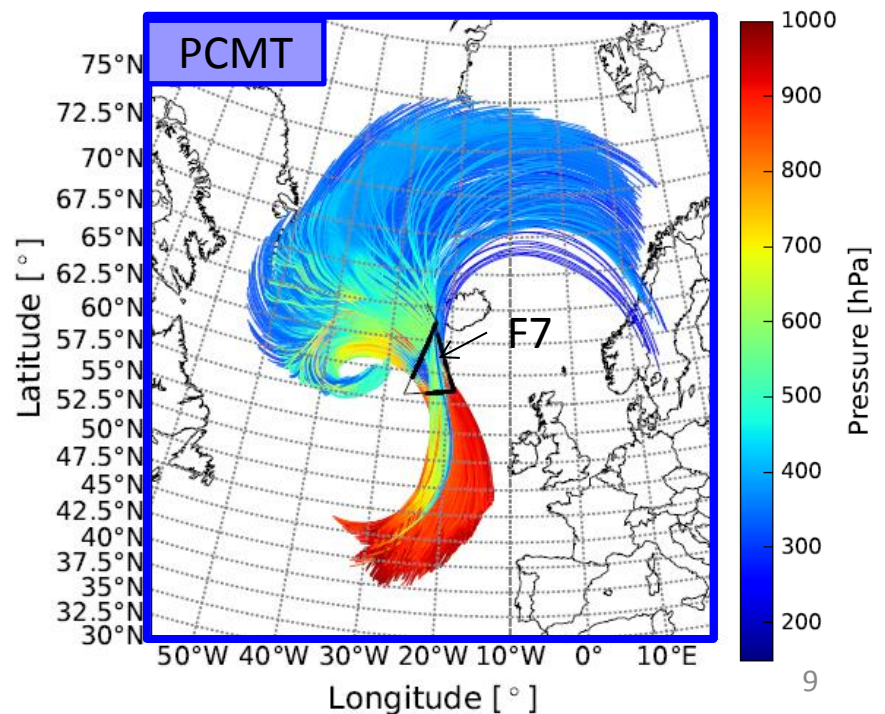 PCMT
F7
75°N
72.5°N
70°N
67.5°N
65°N
62.5°N
60°N
57.5°N
55°N
52.5°N
50°N
47.5°N
45°N
42.5°N
40°N
37.5°N
35°N
32.5°N
30°N
Latitude [°]
50°W 40°W 30°W 20°W 10°W 0° 10°E
Longitude [°]
1000
900
800
700
600
500
400
300
200
Pressure [hPa]
9